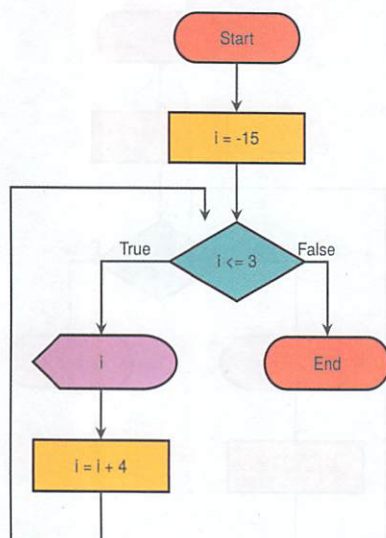 Start
i = -15
True
False
i <= 3
i
End
i = i + 4